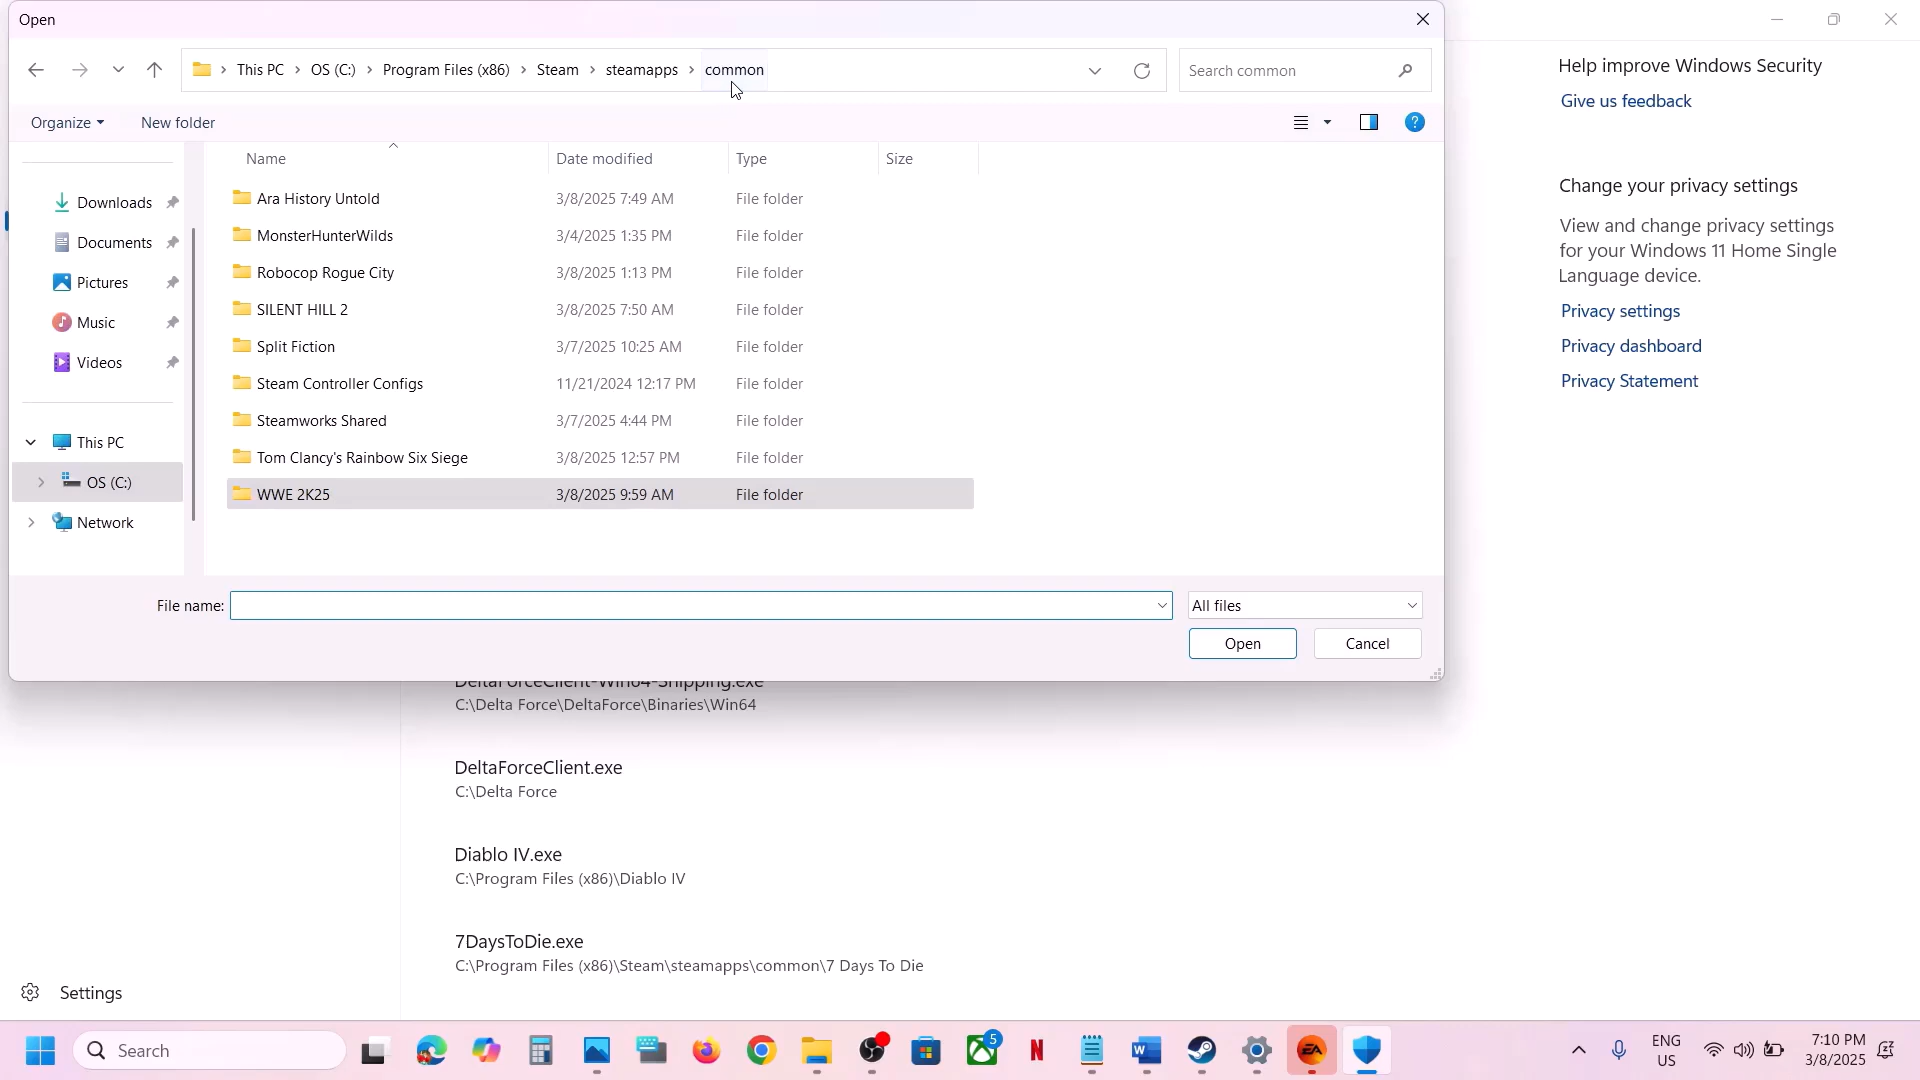 Open
This PC > OS (C:) > Program Files (x86) > Steam > steamapps > common
Search common
Organize
New folder
Name
Date modified
Type
Size
Ara History Untold 3/8/2025 7:49 AM File folder
MonsterHunterWilds 3/4/2025 1:35 PM File folder
Robocop Rogue City 3/8/2025 1:13 PM File folder
SILENT HILL 2 3/8/2025 7:50 AM File folder
Split Fiction 3/7/2025 10:25 AM File folder
Steam Controller Configs 11/21/2024 12:17 PM File folder
Steamworks Shared 3/7/2025 4:44 PM File folder
Tom Clancy's Rainbow Six Siege 3/8/2025 12:57 PM File folder
WWE 2K25 3/8/2025 9:59 AM File folder
Downloads
Documents
Pictures
Music
Videos
This PC
OS (C:)
Network
File name:
All files
Open
Cancel
Help improve Windows Security
Give us feedback
Change your privacy settings
View and change privacy settings
for your Windows 11 Home Single
Language device.
Privacy settings
Privacy dashboard
Privacy Statement
DeltaForceClient-Win64-Shipping.exe
C:\Delta Force\DeltaForce\Binaries\Win64
DeltaForceClient.exe
C:\Delta Force
Diablo IV.exe
C:\Program Files (x86)\Diablo IV
7DaysToDie.exe
C:\Program Files (x86)\Steam\steamapps\common\7 Days To Die
Settings
Search
5
N
EA
ENG
US
7:10 PM
3/8/2025